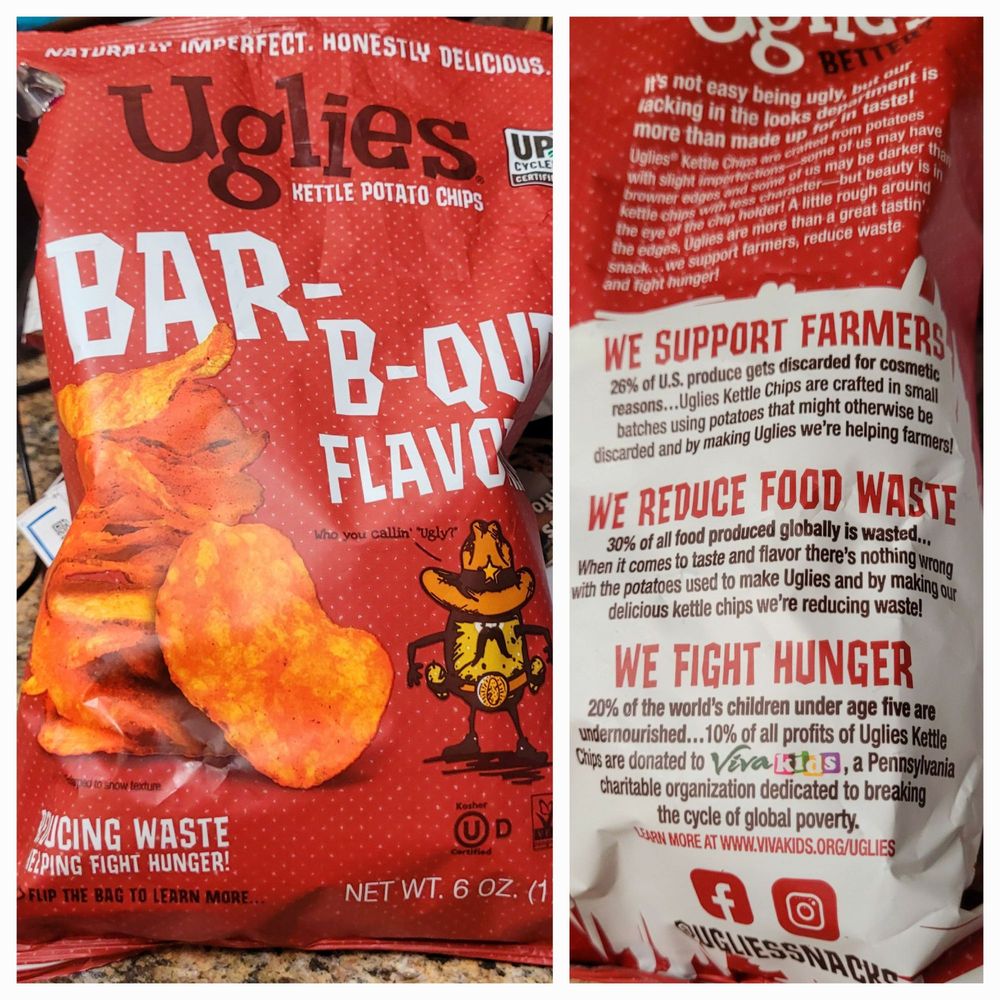 NATURALLY IMPERFECT. HONESTLY DELICIOUS.
Uglies
KETTLE POTATO CHIPS
UP
CYCLE
CERTIFI
BAR-
B-QU
FLAVO
Who you callin' "Ugly?"
to show texture.
UCING WASTE
ELPING FIGHT HUNGER!
FLIP THE BAG TO LEARN MORE...
Kosher
U D
Certified
NET WT. 6 OZ. (1
Uglies
BETTER
It's not easy being ugly, but our
lacking in the looks department is
more than made up for in taste!
Uglies® Kettle Chips are crafted from potatoes
with slight imperfections—some of us may have
browner edges and some of us may be darker than
kettle chips with less character—but beauty is in
the eye of the chip holder! A little rough around
the edges, Uglies are more than a great tastin'
snack...we support farmers, reduce waste
and fight hunger!
WE SUPPORT FARMERS
26% of U.S. produce gets discarded for cosmetic
reasons...Uglies Kettle Chips are crafted in small
batches using potatoes that might otherwise be
discarded and by making Uglies we're helping farmers!
WE REDUCE FOOD WASTE
30% of all food produced globally is wasted...
When it comes to taste and flavor there's nothing wrong
with the potatoes used to make Uglies and by making our
delicious kettle chips we're reducing waste!
WE FIGHT HUNGER
20% of the world's children under age five are
undernourished...10% of all profits of Uglies Kettle
Chips are donated to Viva kids, a Pennsylvania
charitable organization dedicated to breaking
the cycle of global poverty.
LEARN MORE AT WWW.VIVAKIDS.ORG/UGLIES
@UGLIESSNACKS